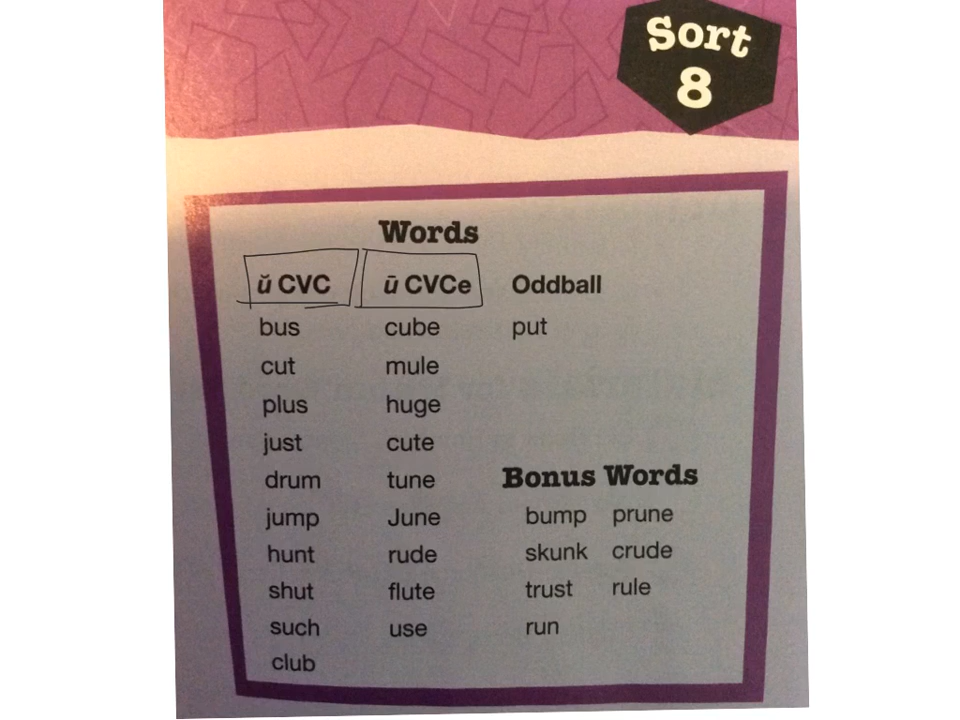 Sort
8
Words
ŭ CVC ū CVCe Oddball
bus cube put
cut mule
plus huge
just cute
drum tune Bonus Words
jump June bump prune
hunt rude skunk crude
shut flute trust rule
such use run
club